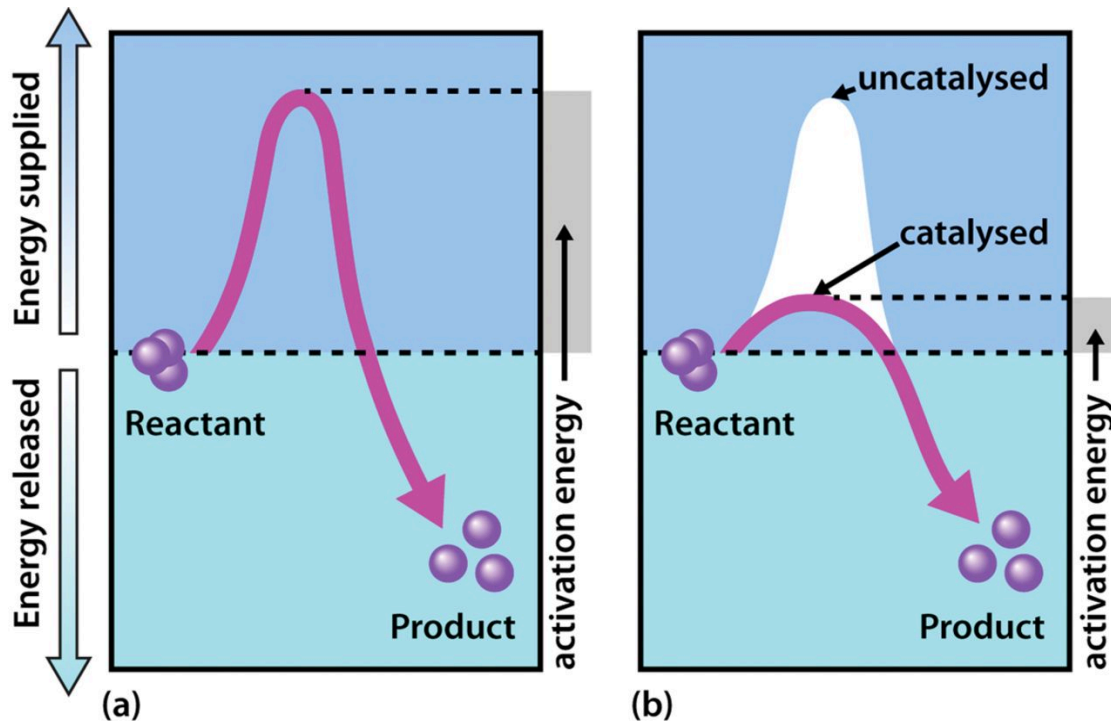 Energy supplied
Energy released
Reactant
Product
activation energy
(a)
uncatalysed
catalysed
Reactant
Product
activation energy
(b)